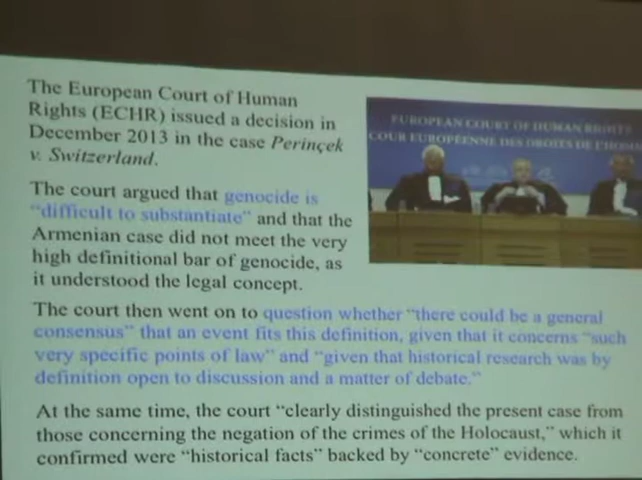 The European Court of Human
Rights (ECHR) issued a decision in
December 2013 in the case Perinçek
v. Switzerland.
EUROPEAN COURT OF HUMAN RIGHTS
COUR EUROPÉENNE DES DROITS DE L'HOMME
The court argued that genocide is
"difficult to substantiate" and that the
Armenian case did not meet the very
high definitional bar of genocide, as
it understood the legal concept.
The court then went on to question whether "there could be a general
consensus" that an event fits this definition, given that it concerns "such
very specific points of law" and "given that historical research was by
definition open to discussion and a matter of debate."
At the same time, the court "clearly distinguished the present case from
those concerning the negation of the crimes of the Holocaust," which it
confirmed were "historical facts" backed by "concrete" evidence.